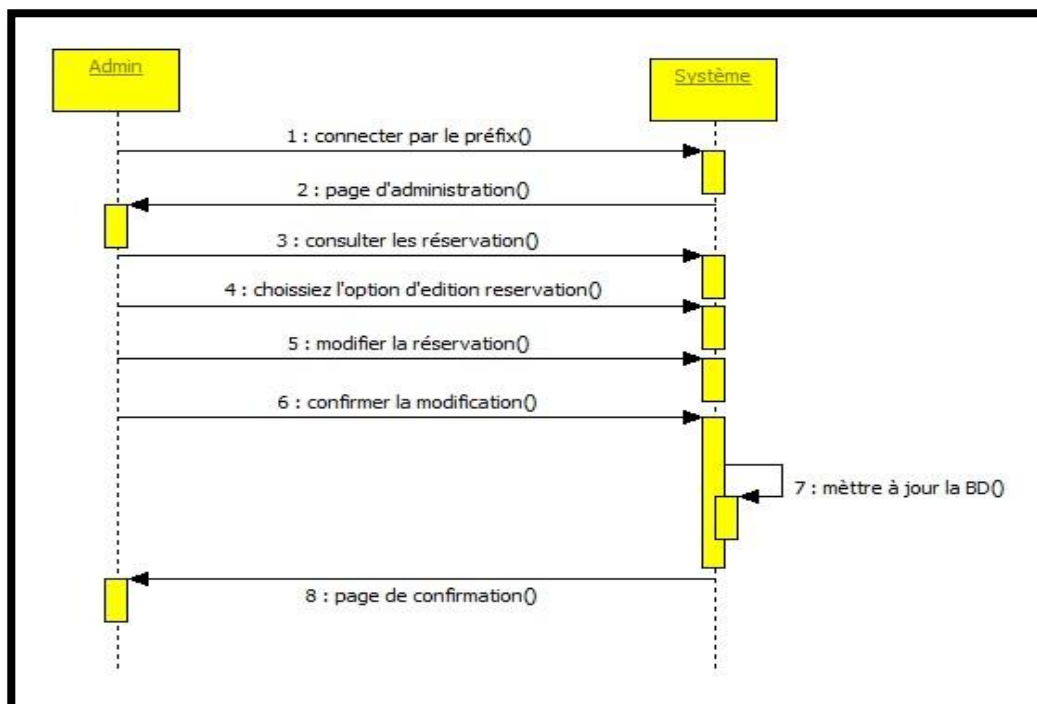 Admin
Système
1 : connecter par le préfix()
2 : page d'administration()
3 : consulter les réservation()
4 : choissiez l'option d'edition reservation()
5 : modifier la réservation()
6 : confirmer la modification()
7 : mèttre à jour la BD()
8 : page de confirmation()